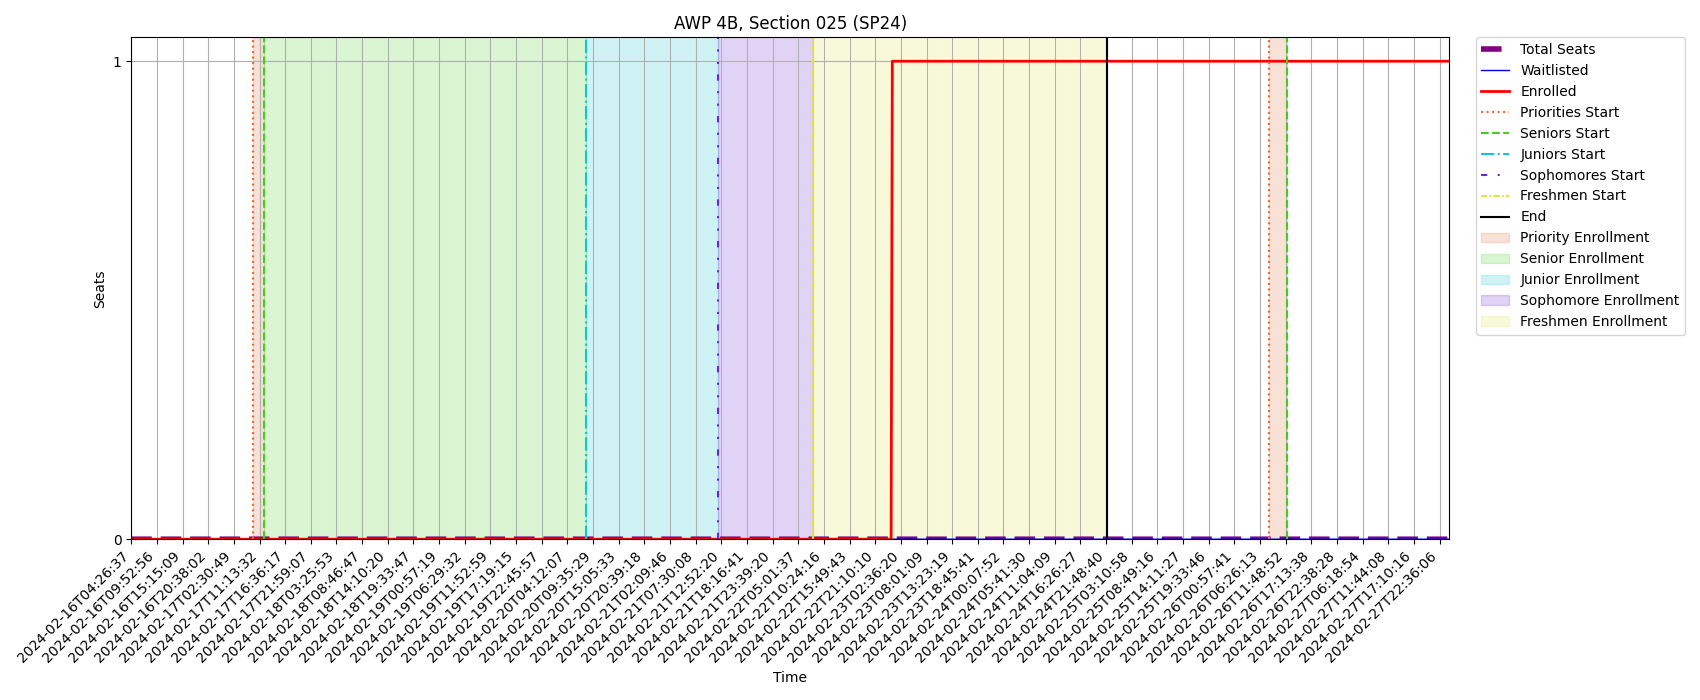 AWP 4B, Section 025 (SP24)
1
0
Seats
2024-02-16T04:26:37
2024-02-16T09:52:56
2024-02-16T15:15:09
2024-02-16T20:38:02
2024-02-17T02:30:49
2024-02-17T11:13:32
2024-02-17T16:36:17
2024-02-17T21:59:07
2024-02-18T03:25:53
2024-02-18T08:46:47
2024-02-18T14:10:20
2024-02-18T19:33:47
2024-02-19T00:57:19
2024-02-19T06:29:32
2024-02-19T11:52:59
2024-02-19T17:19:15
2024-02-19T22:45:57
2024-02-20T04:12:07
2024-02-20T09:35:29
2024-02-20T15:05:33
2024-02-20T20:39:18
2024-02-21T02:09:46
2024-02-21T07:30:08
2024-02-21T12:52:20
2024-02-21T18:16:41
2024-02-21T23:39:20
2024-02-22T05:01:37
2024-02-22T10:24:16
2024-02-22T15:49:43
2024-02-22T21:10:10
2024-02-23T02:36:20
2024-02-23T08:01:09
2024-02-23T13:23:19
2024-02-23T18:45:41
2024-02-24T00:07:52
2024-02-24T05:41:30
2024-02-24T11:04:09
2024-02-24T16:26:27
2024-02-24T21:48:40
2024-02-25T03:10:58
2024-02-25T08:49:16
2024-02-25T14:11:27
2024-02-25T19:33:46
2024-02-26T00:57:41
2024-02-26T06:26:13
2024-02-26T11:48:52
2024-02-26T17:13:38
2024-02-26T22:38:28
2024-02-27T06:18:54
2024-02-27T11:44:08
2024-02-27T17:10:16
2024-02-27T22:36:06
Time
Total Seats
Waitlisted
Enrolled
Priorities Start
Seniors Start
Juniors Start
Sophomores Start
Freshmen Start
End
Priority Enrollment
Senior Enrollment
Junior Enrollment
Sophomore Enrollment
Freshmen Enrollment